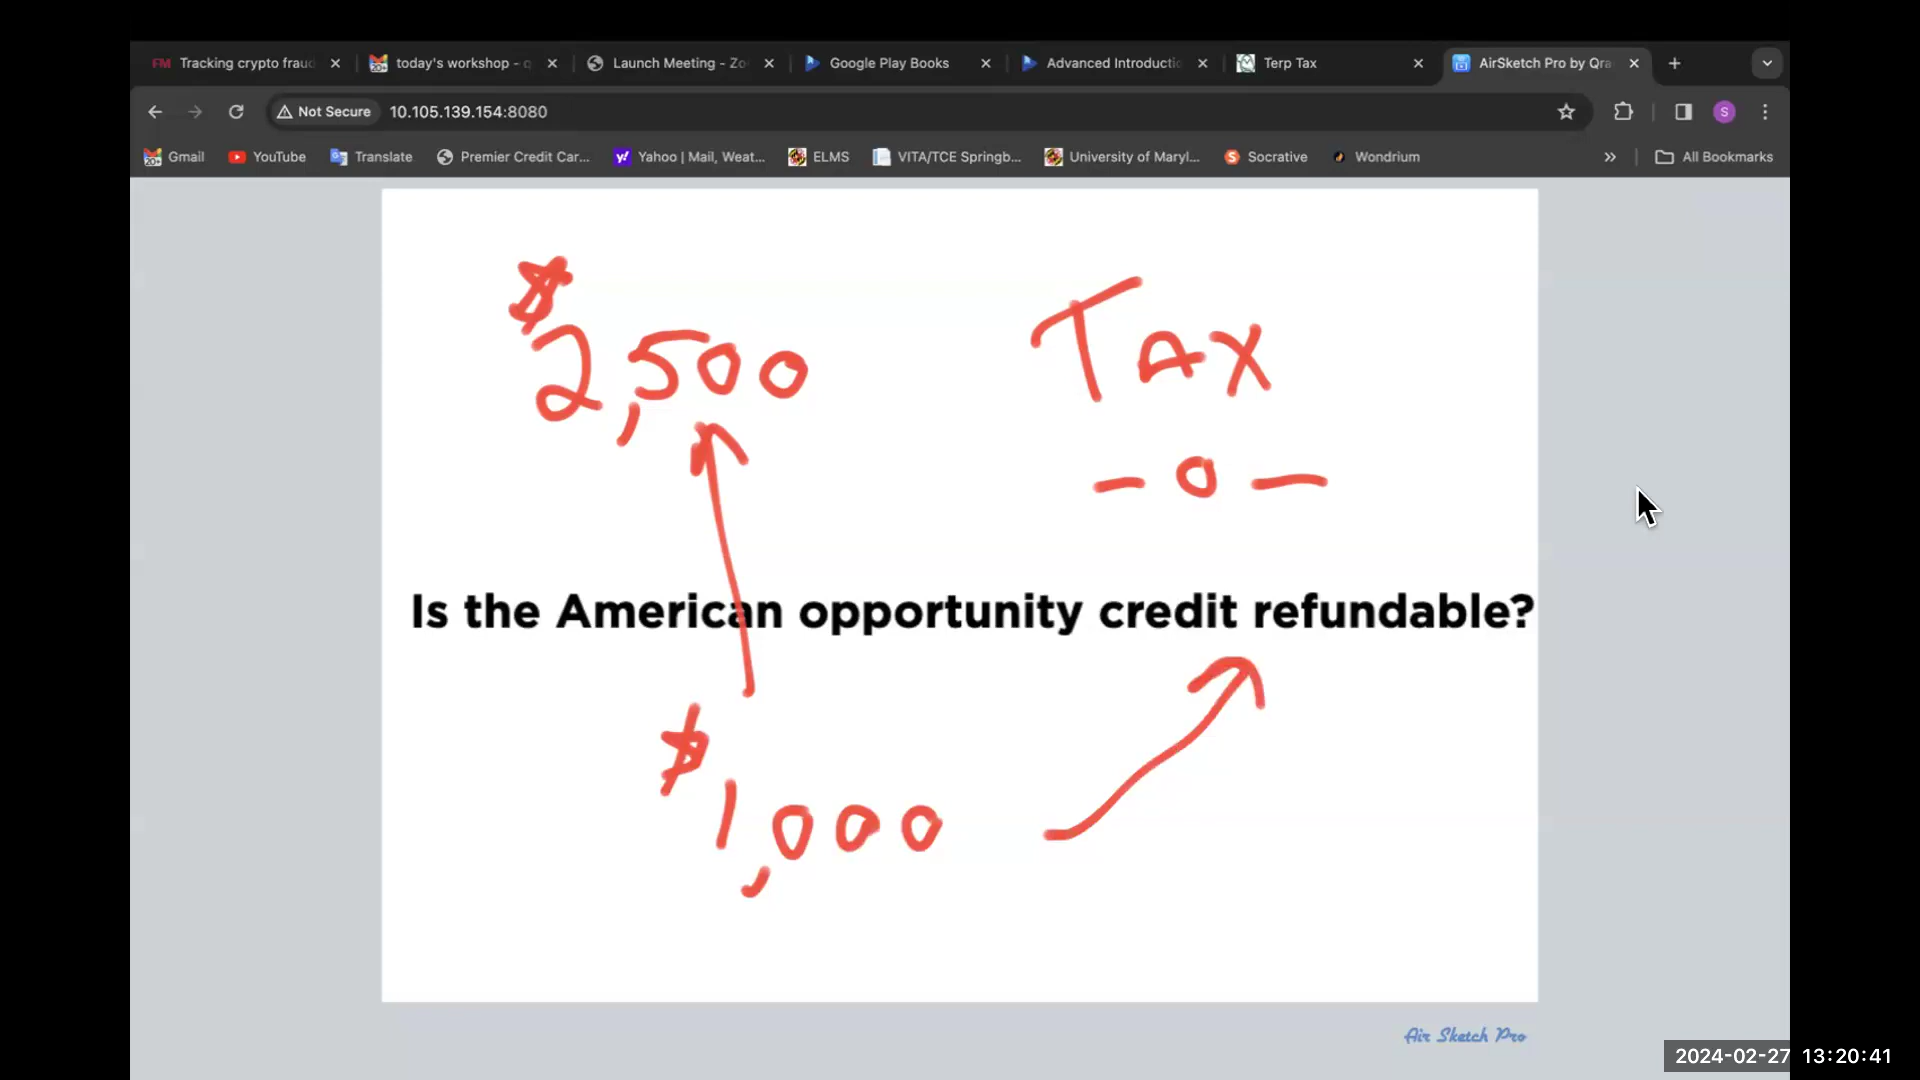 Tracking crypto fraud
today's workshop - q
Launch Meeting - Zo
Google Play Books
Advanced Introductio
Terp Tax
AirSketch Pro by Qra
Not Secure 10.105.139.154:8080
S
Gmail
YouTube
Translate
Premier Credit Car...
Yahoo | Mail, Weat...
ELMS
VITA/TCE Springb...
University of Maryl...
Socrative
Wondrium
All Bookmarks
$2,500
Tax
- 0 -
Is the American opportunity credit refundable?
$1,000
Air Sketch Pro
2024-02-27 13:20:41